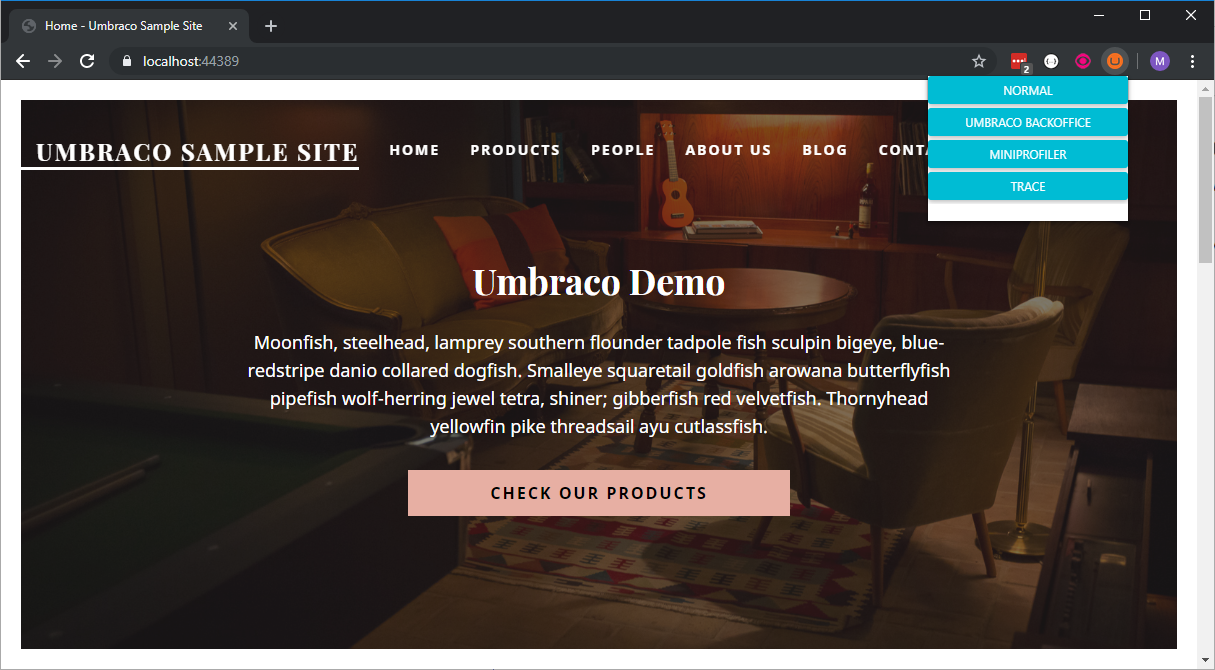 Home - Umbraco Sample Site
localhost:44389
2
M
NORMAL
UMBRACO BACKOFFICE
MINIPROFILER
TRACE
UMBRACO SAMPLE SITE HOME PRODUCTS PEOPLE ABOUT US BLOG CONTA
Umbraco Demo
Moonfish, steelhead, lamprey southern flounder tadpole fish sculpin bigeye, blue-
redstripe danio collared dogfish. Smalleye squaretail goldfish arowana butterflyfish
pipefish wolf-herring jewel tetra, shiner; gibberfish red velvetfish. Thornyhead
yellowfin pike threadsail ayu cutlassfish.
CHECK OUR PRODUCTS